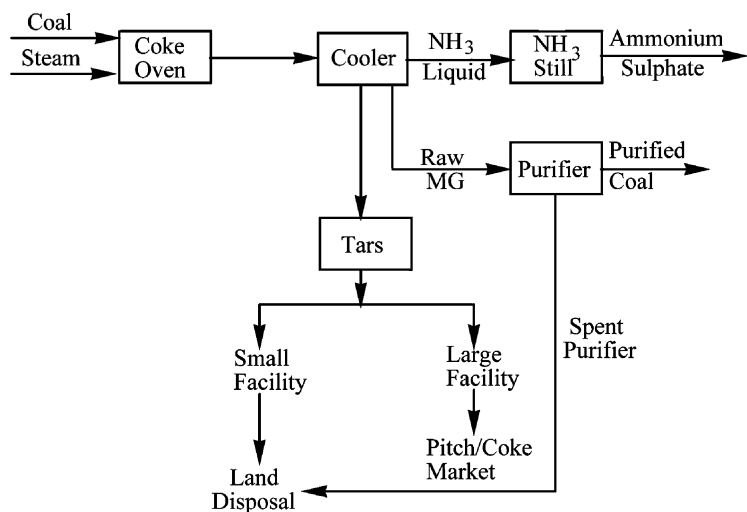 Coal
Steam
Coke
Oven
Cooler
NH3
Liquid
NH3
Still
Ammonium
Sulphate
Raw
MG
Purifier
Purified
Coal
Tars
Small
Facility
Large
Facility
Spent
Purifier
Pitch/Coke
Market
Land
Disposal